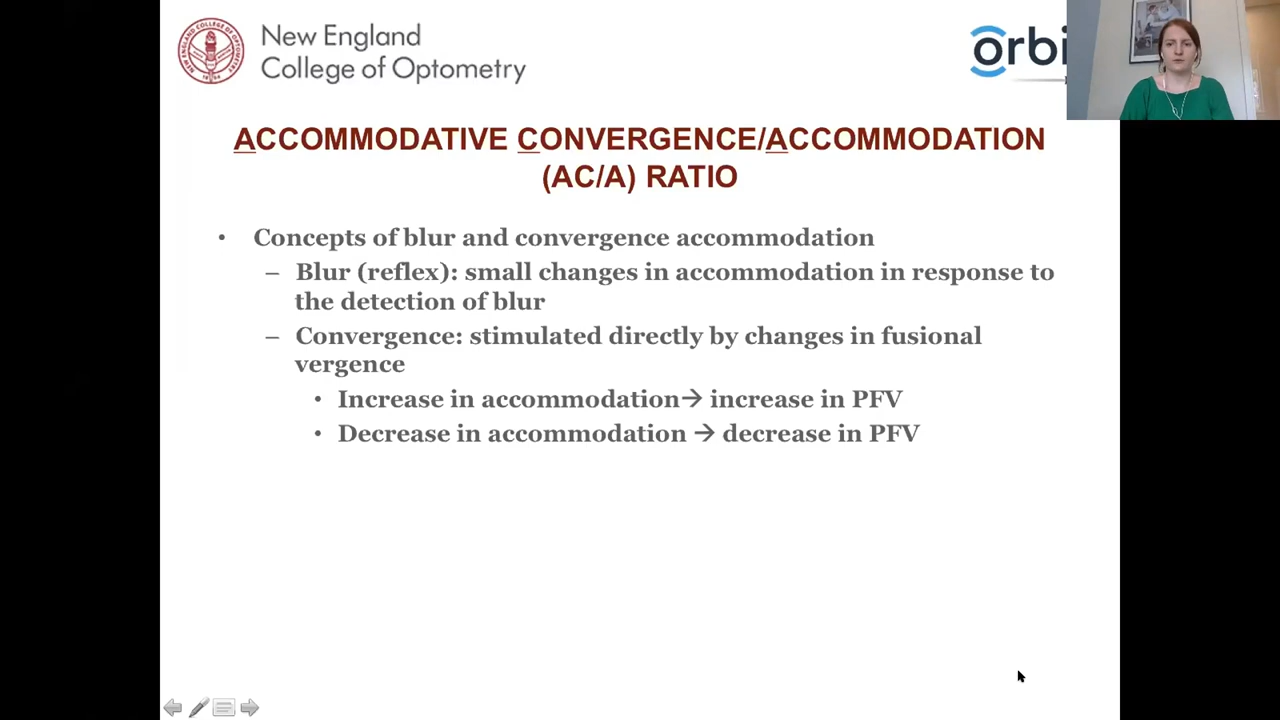 New England
College of Optometry
orbi
ACCOMMODATIVE CONVERGENCE/ACCOMMODATION
(AC/A) RATIO
• Concepts of blur and convergence accommodation
– Blur (reflex): small changes in accommodation in response to
the detection of blur
– Convergence: stimulated directly by changes in fusional
vergence
• Increase in accommodation→ increase in PFV
• Decrease in accommodation → decrease in PFV